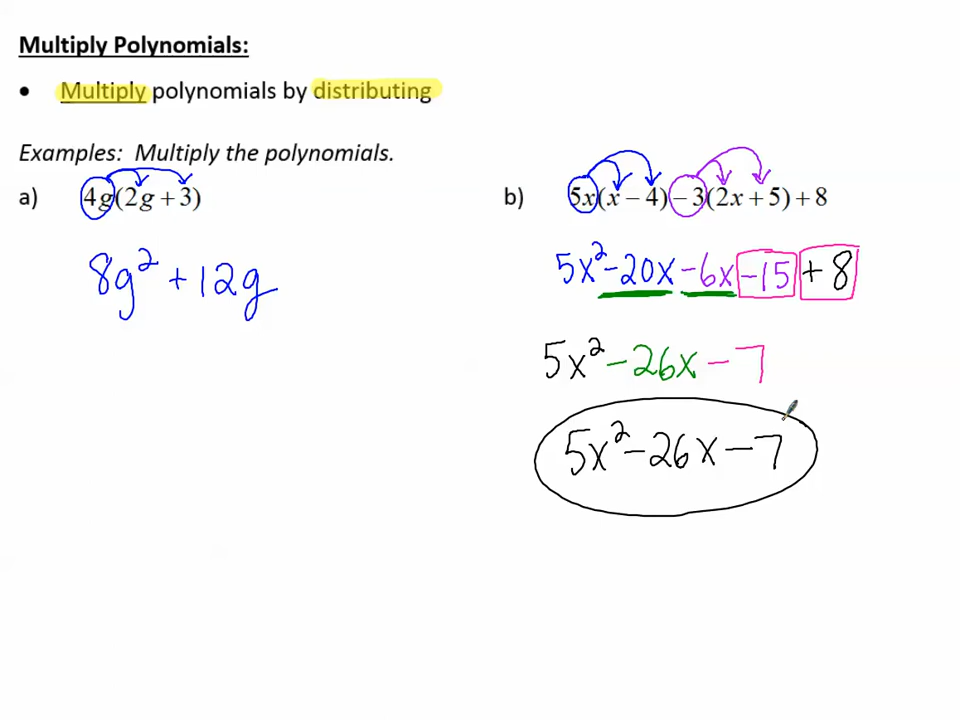 Multiply Polynomials:
• Multiply polynomials by distributing
Examples: Multiply the polynomials.
a) 4g(2g + 3)
8g² + 12g
b) 5x(x − 4) − 3(2x + 5) + 8
5x² − 20x − 6x − 15 + 8
5x² − 26x − 7
5x² − 26x − 7